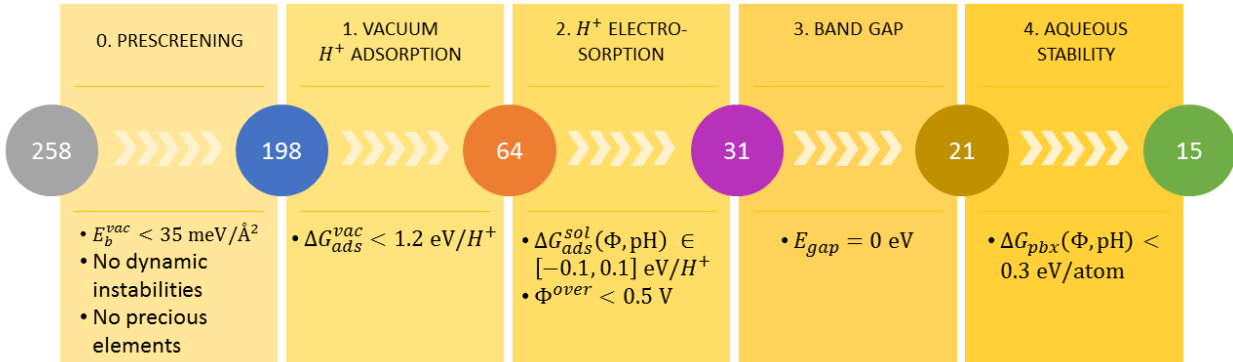 0. PRESCREENING
1. VACUUM
H⁺ ADSORPTION
2. H⁺ ELECTRO-
SORPTION
3. BAND GAP
4. AQUEOUS
STABILITY
258
198
64
31
21
15
• E_b^vac < 35 meV/Å²
• No dynamic
instabilities
• No precious
elements
• ΔG_ads^vac < 1.2 eV/H⁺
• ΔG_ads^sol(Φ, pH) ∈
[−0.1, 0.1] eV/H⁺
• Φ^over < 0.5 V
• E_gap = 0 eV
• ΔG_pbx(Φ, pH) <
0.3 eV/atom